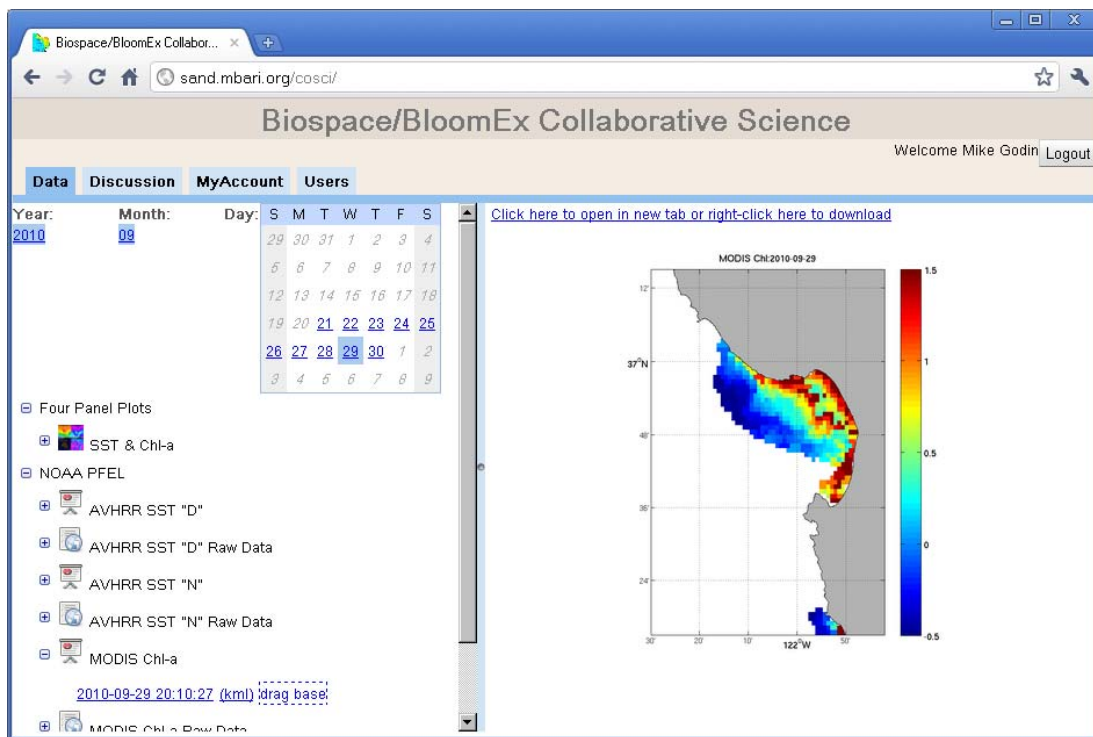 Biospace/BloomEx Collabor...
sand.mbari.org/cosci/
Biospace/BloomEx Collaborative Science
Welcome Mike Godin Logout
Data Discussion MyAccount Users
Year: Month: Day: S M T W T F S
2010 09
29 30 31 1 2 3 4
5 6 7 8 9 10 11
12 13 14 15 16 17 18
19 20 21 22 23 24 25
26 27 28 29 30 1 2
3 4 5 6 7 8 9
Four Panel Plots
SST & Chl-a
NOAA PFEL
AVHRR SST "D"
AVHRR SST "D" Raw Data
AVHRR SST "N"
AVHRR SST "N" Raw Data
MODIS Chl-a
2010-09-29 20:10:27 (kml) drag base
MODIS Chl-a Raw Data
Click here to open in new tab or right-click here to download
MODIS Chl:2010-09-29
12'
37°N
48'
36'
24'
30' 20' 10' 122°W 50'
1.5
1
0.5
0
-0.5